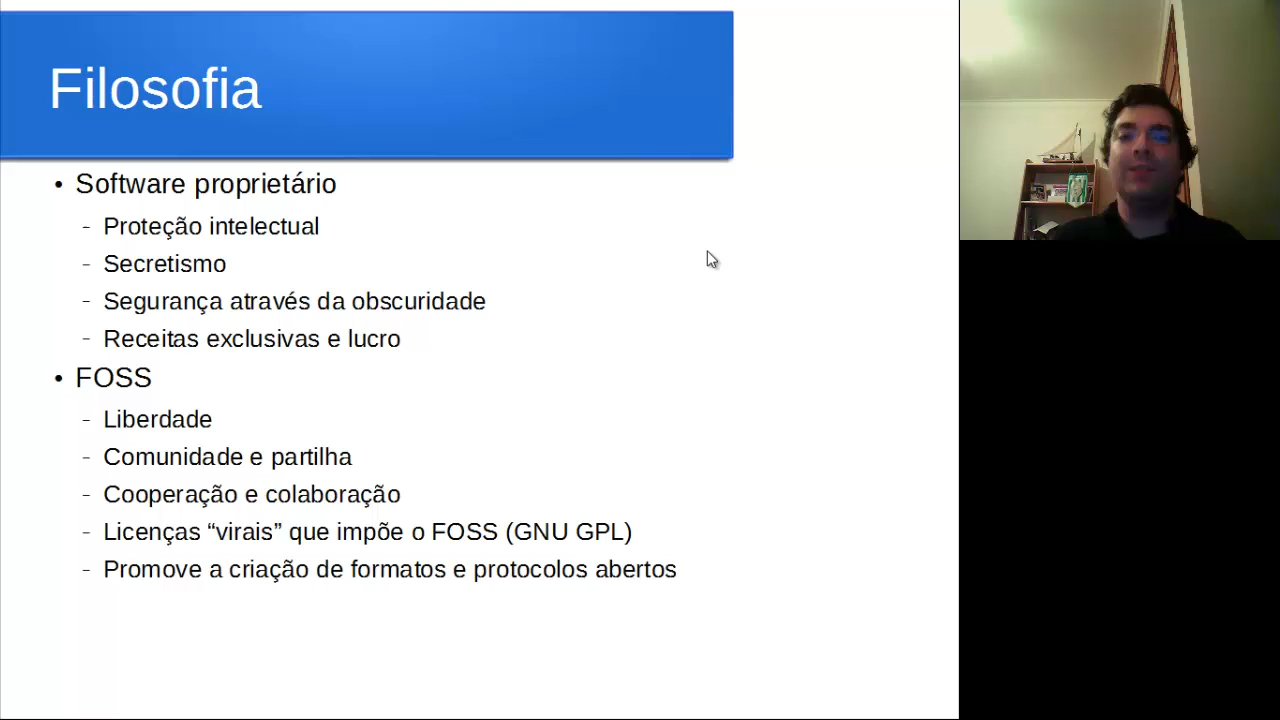 Filosofia
• Software proprietário
- Proteção intelectual
- Secretismo
- Segurança através da obscuridade
- Receitas exclusivas e lucro
• FOSS
- Liberdade
- Comunidade e partilha
- Cooperação e colaboração
- Licenças “virais” que impõe o FOSS (GNU GPL)
- Promove a criação de formatos e protocolos abertos